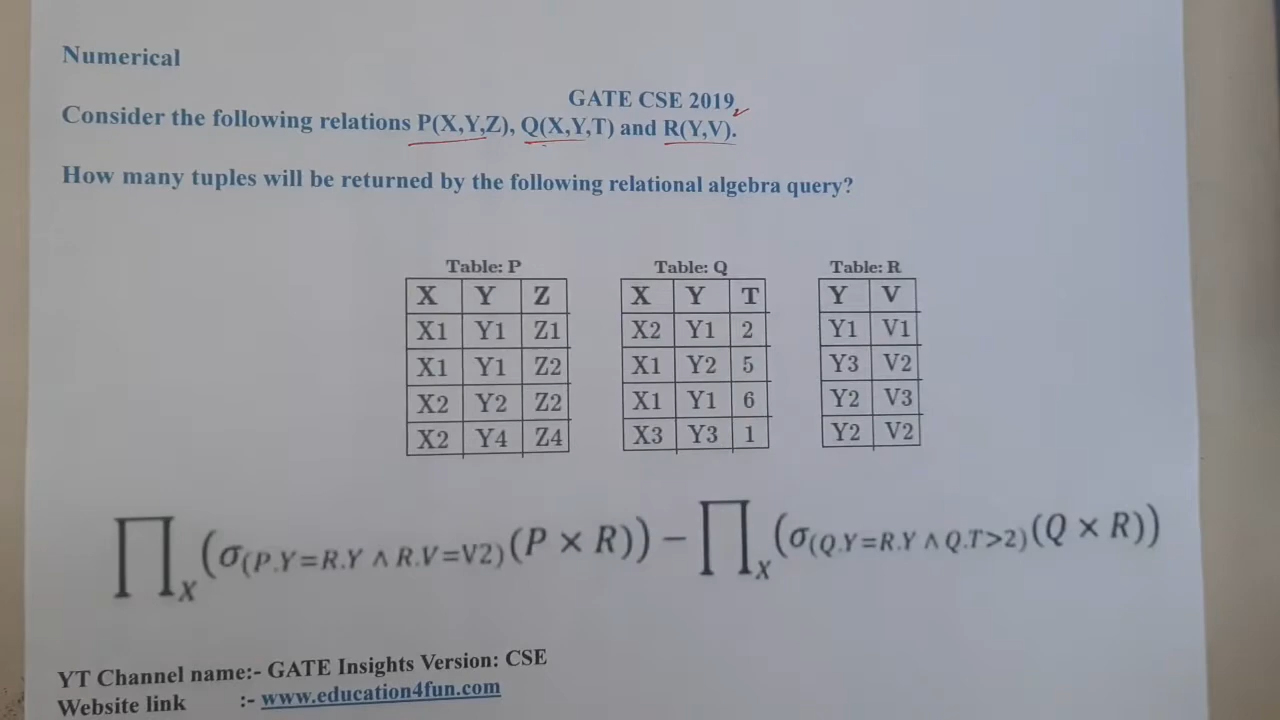 Numerical
GATE CSE 2019
Consider the following relations P(X,Y,Z), Q(X,Y,T) and R(Y,V).
How many tuples will be returned by the following relational algebra query?
Table: P Table: Q Table: R
X Y Z X Y T Y V
X1 Y1 Z1 X2 Y1 2 Y1 V1
X1 Y1 Z2 X1 Y2 5 Y3 V2
X2 Y2 Z2 X1 Y1 6 Y2 V3
X2 Y4 Z4 X3 Y3 1 Y2 V2
∏X (σ(P.Y=R.Y ∧ R.V=V2)(P × R)) − ∏X (σ(Q.Y=R.Y ∧ Q.T>2)(Q × R))
YT Channel name:- GATE Insights Version: CSE
Website link :- www.education4fun.com